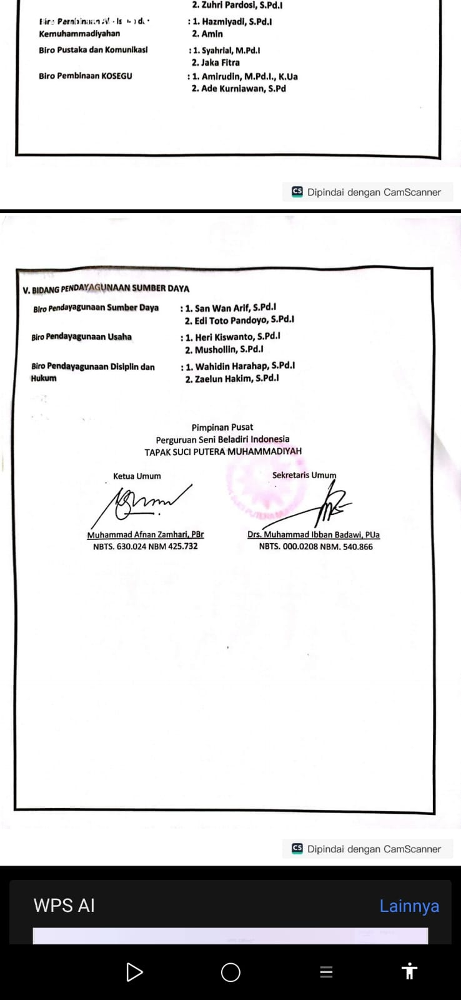 2. Zuhri Pardosi, S.Pd.I
: 1. Hazmiyadi, S.Pd.I
Kemuhammadiyahan
2. Amin
Biro Pustaka dan Komunikasi : 1. Syahrial, M.Pd.I
2. Jaka Fitra
Biro Pembinaan KOSEGU : 1. Amirudin, M.Pd.I., K.Ua
2. Ade Kurniawan, S.Pd
CS Dipindai dengan CamScanner
V. BIDANG PENDAYAGUNAAN SUMBER DAYA
Biro Pendayagunaan Sumber Daya : 1. San Wan Arif, S.Pd.I
2. Edi Toto Pandoyo, S.Pd.I
Biro Pendayagunaan Usaha : 1. Heri Kiswanto, S.Pd.I
2. Mushollin, S.Pd.I
Biro Pendayagunaan Disiplin dan : 1. Wahidin Harahap, S.Pd.I
Hukum 2. Zaelun Hakim, S.Pd.I
Pimpinan Pusat
Perguruan Seni Beladiri Indonesia
TAPAK SUCI PUTERA MUHAMMADIYAH
Ketua Umum Sekretaris Umum
Muhammad Afnan Zamhari, PBr Drs. Muhammad Ibban Badawi, PUa
NBTS. 630.024 NBM 425.732 NBTS. 000.0208 NBM. 540.866
CS Dipindai dengan CamScanner
WPS AI Lainnya